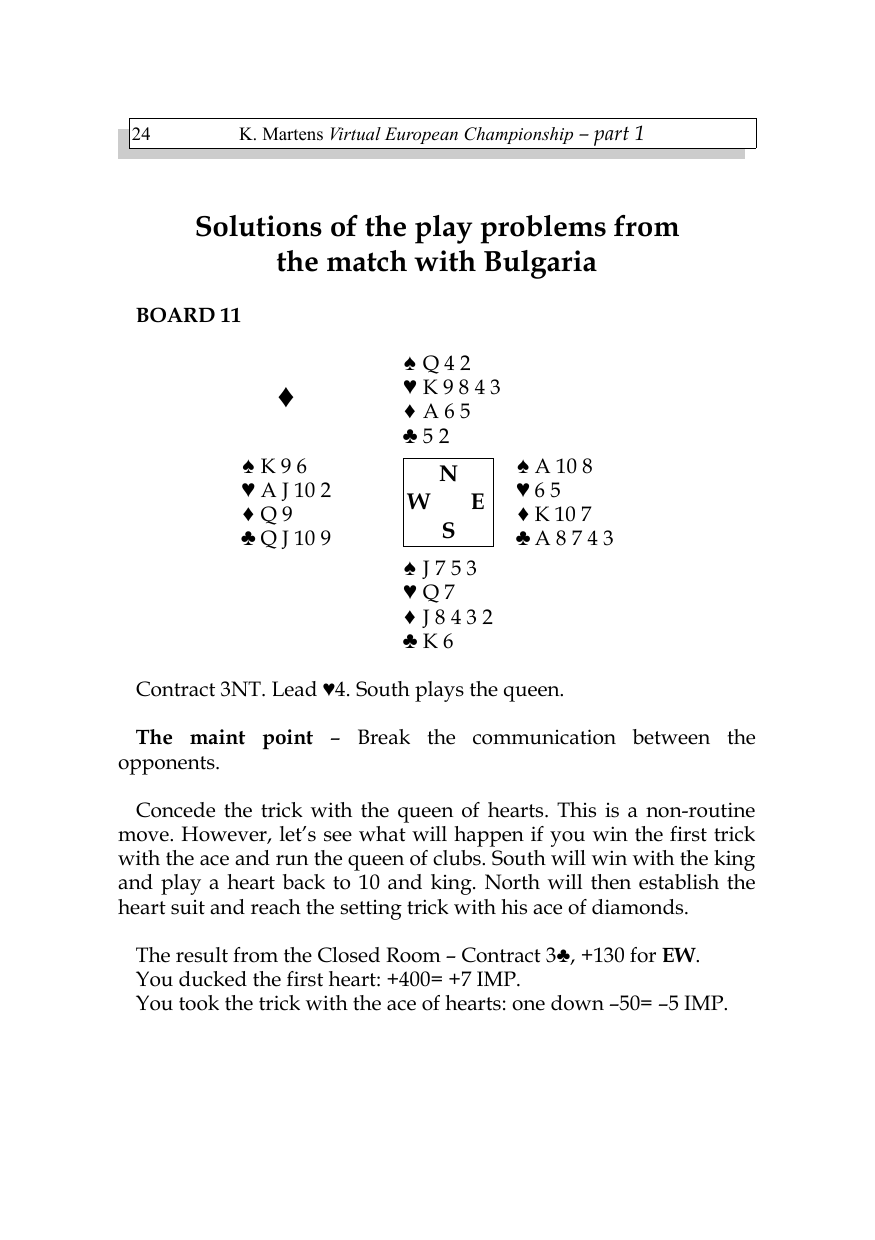 24 K. Martens Virtual European Championship – part 1
Solutions of the play problems from
the match with Bulgaria
BOARD 11
♠ Q 4 2
♦ ♥ K 9 8 4 3
♦ A 6 5
♣ 5 2
♠ K 9 6 N ♠ A 10 8
♥ A J 10 2 W E ♥ 6 5
♦ Q 9 ♦ K 10 7
♣ Q J 10 9 S ♣ A 8 7 4 3
♠ J 7 5 3
♥ Q 7
♦ J 8 4 3 2
♣ K 6
Contract 3NT. Lead ♥4. South plays the queen.
The maint point – Break the communication between the
opponents.
Concede the trick with the queen of hearts. This is a non-routine
move. However, let’s see what will happen if you win the first trick
with the ace and run the queen of clubs. South will win with the king
and play a heart back to 10 and king. North will then establish the
heart suit and reach the setting trick with his ace of diamonds.
The result from the Closed Room – Contract 3♣, +130 for EW.
You ducked the first heart: +400= +7 IMP.
You took the trick with the ace of hearts: one down –50= –5 IMP.